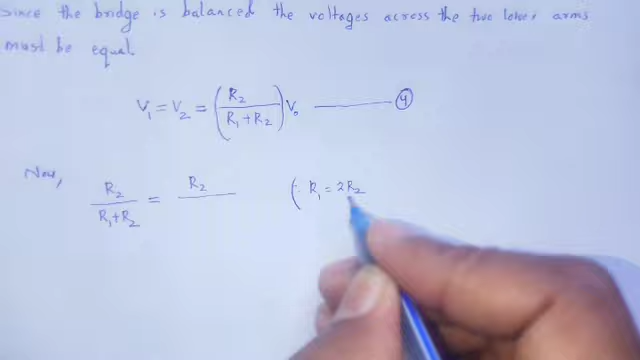 Since the bridge is balanced the voltages across the two lower arms
must be equal.
V₁ = V₂ = (R₂ / (R₁ + R₂)) V₀ ——— ④
Now,
R₂ / (R₁ + R₂) = R₂ / (∵ R₁ = 2R₂